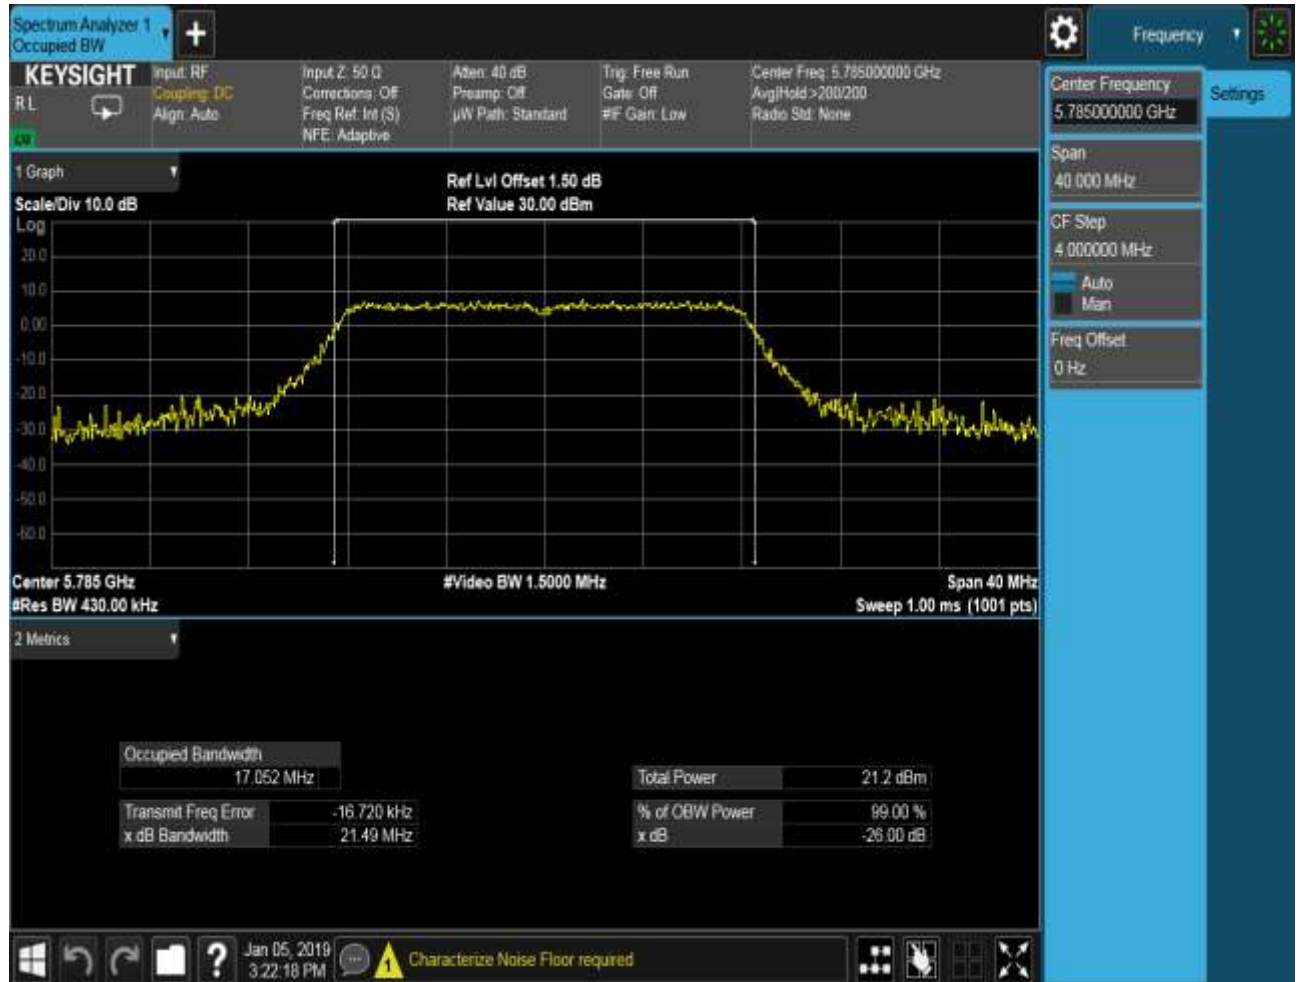 Spectrum Analyzer 1
Occupied BW
Frequency
KEYSIGHT
R L
Input: RF
Coupling: DC
Align: Auto
Input Z: 50 Ω
Corrections: Off
Freq Ref: Int (S)
NFE: Adaptive
Atten: 40 dB
Preamp: Off
µW Path: Standard
Trig: Free Run
Gate: Off
#IF Gain: Low
Center Freq: 5.785000000 GHz
Avg|Hold:>200/200
Radio Std: None
Center Frequency
5.785000000 GHz
Settings
Span
40.000 MHz
CF Step
4.000000 MHz
Auto
Man
Freq Offset
0 Hz
1 Graph
Scale/Div 10.0 dB
Ref Lvl Offset 1.50 dB
Ref Value 30.00 dBm
Log
20.0
10.0
0.00
-10.0
-20.0
-30.0
-40.0
-50.0
-60.0
Center 5.785 GHz
#Video BW 1.5000 MHz
Span 40 MHz
#Res BW 430.00 kHz
Sweep 1.00 ms (1001 pts)
2 Metrics
Occupied Bandwidth
17.052 MHz
Total Power 21.2 dBm
Transmit Freq Error -16.720 kHz
% of OBW Power 99.00 %
x dB Bandwidth 21.49 MHz
x dB -26.00 dB
Jan 05, 2019
3:22:18 PM
1
Characterize Noise Floor required